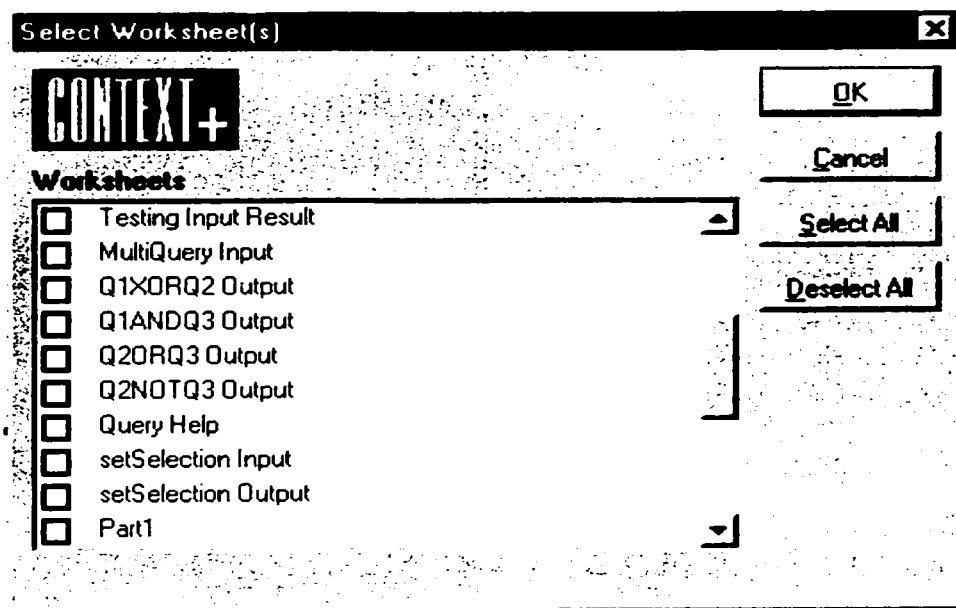 Select Worksheet(s)
CONTEXT+
OK
Cancel
Select All
Deselect All
Worksheets
Testing Input Result
MultiQuery Input
Q1XORQ2 Output
Q1ANDQ3 Output
Q2ORQ3 Output
Q2NOTQ3 Output
Query Help
setSelection Input
setSelection Output
Part1